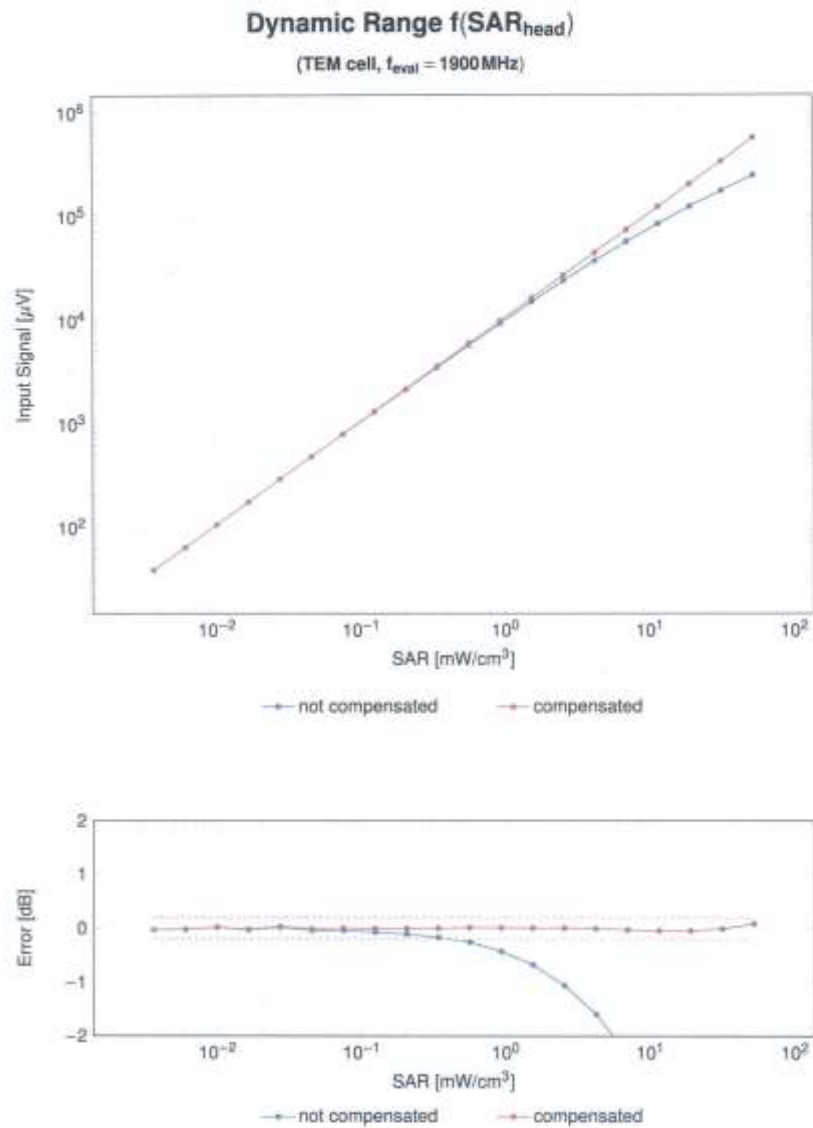 Dynamic Range f(SARhead)
(TEM cell, feval = 1900 MHz)
10⁶
10⁵
10⁴
10³
10²
Input Signal [µV]
10⁻² 10⁻¹ 10⁰ 10¹ 10²
SAR [mW/cm³]
not compensated compensated
2
1
0
−1
−2
Error [dB]
10⁻² 10⁻¹ 10⁰ 10¹ 10²
SAR [mW/cm³]
not compensated compensated